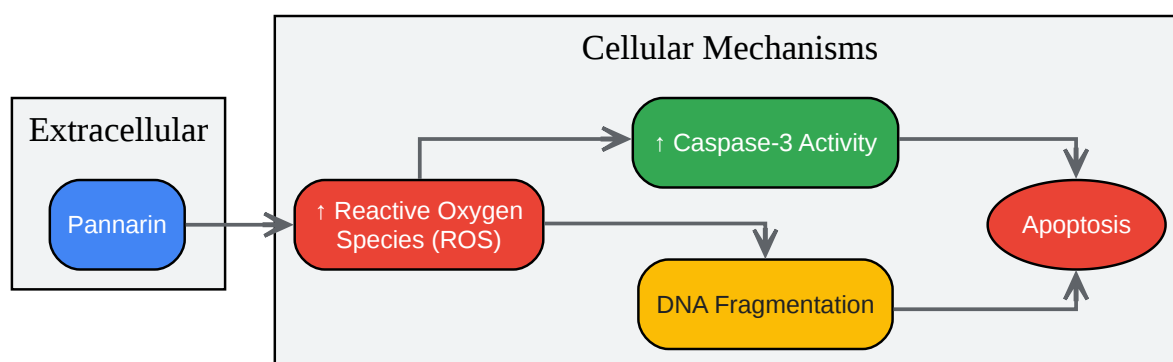 Cellular Mechanisms
Extracellular
↑ Caspase-3 Activity
Pannarin
↑ Reactive Oxygen
Species (ROS)
Apoptosis
DNA Fragmentation